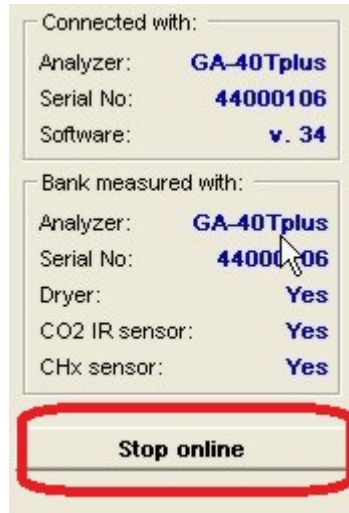 Connected with:
Analyzer: GA-40Tplus
Serial No: 44000106
Software: v. 34
Bank measured with:
Analyzer: GA-40Tplus
Serial No:
Dryer: Yes
CO2 IR sensor: Yes
CHx sensor: Yes
Stop online